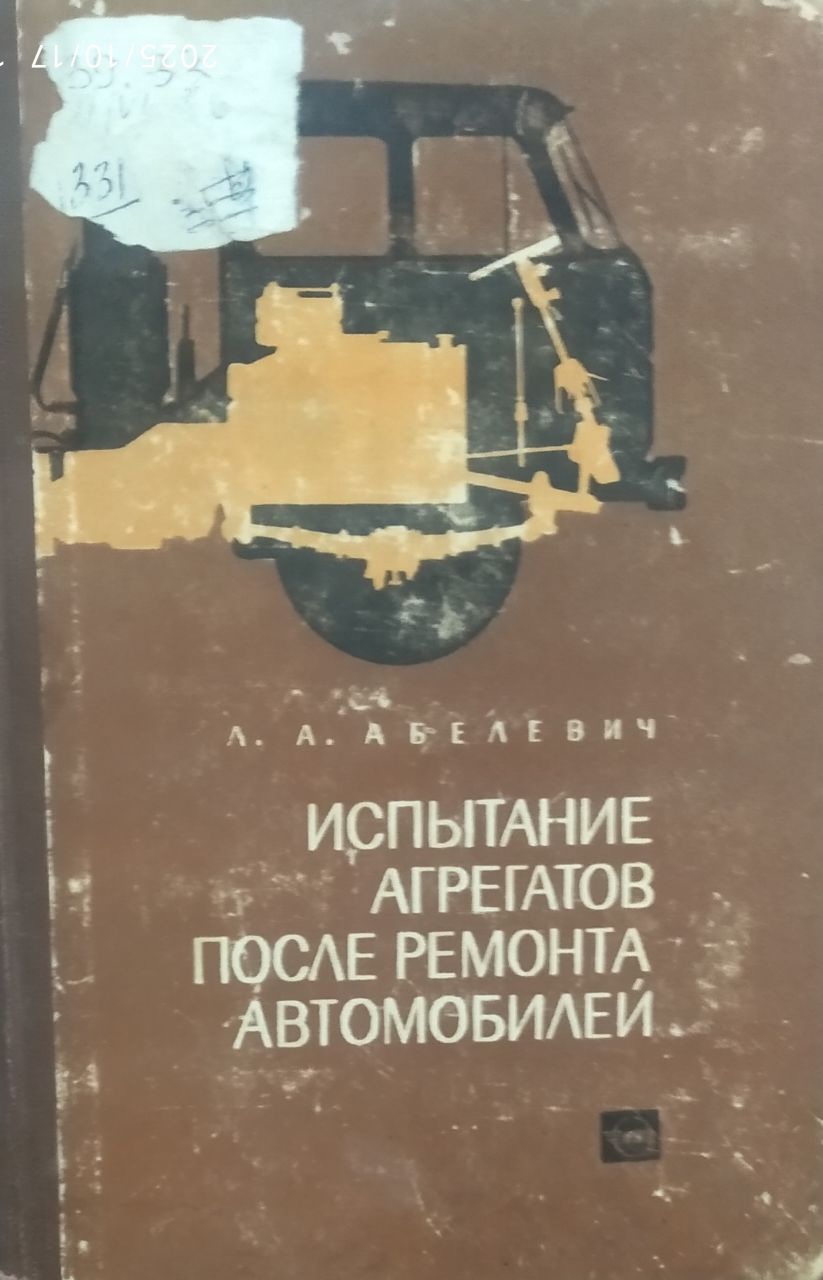 2025/10/17
331
Л. А. АБЕЛЕВИЧ
ИСПЫТАНИЕ
АГРЕГАТОВ
ПОСЛЕ РЕМОНТА
АВТОМОБИЛЕЙ